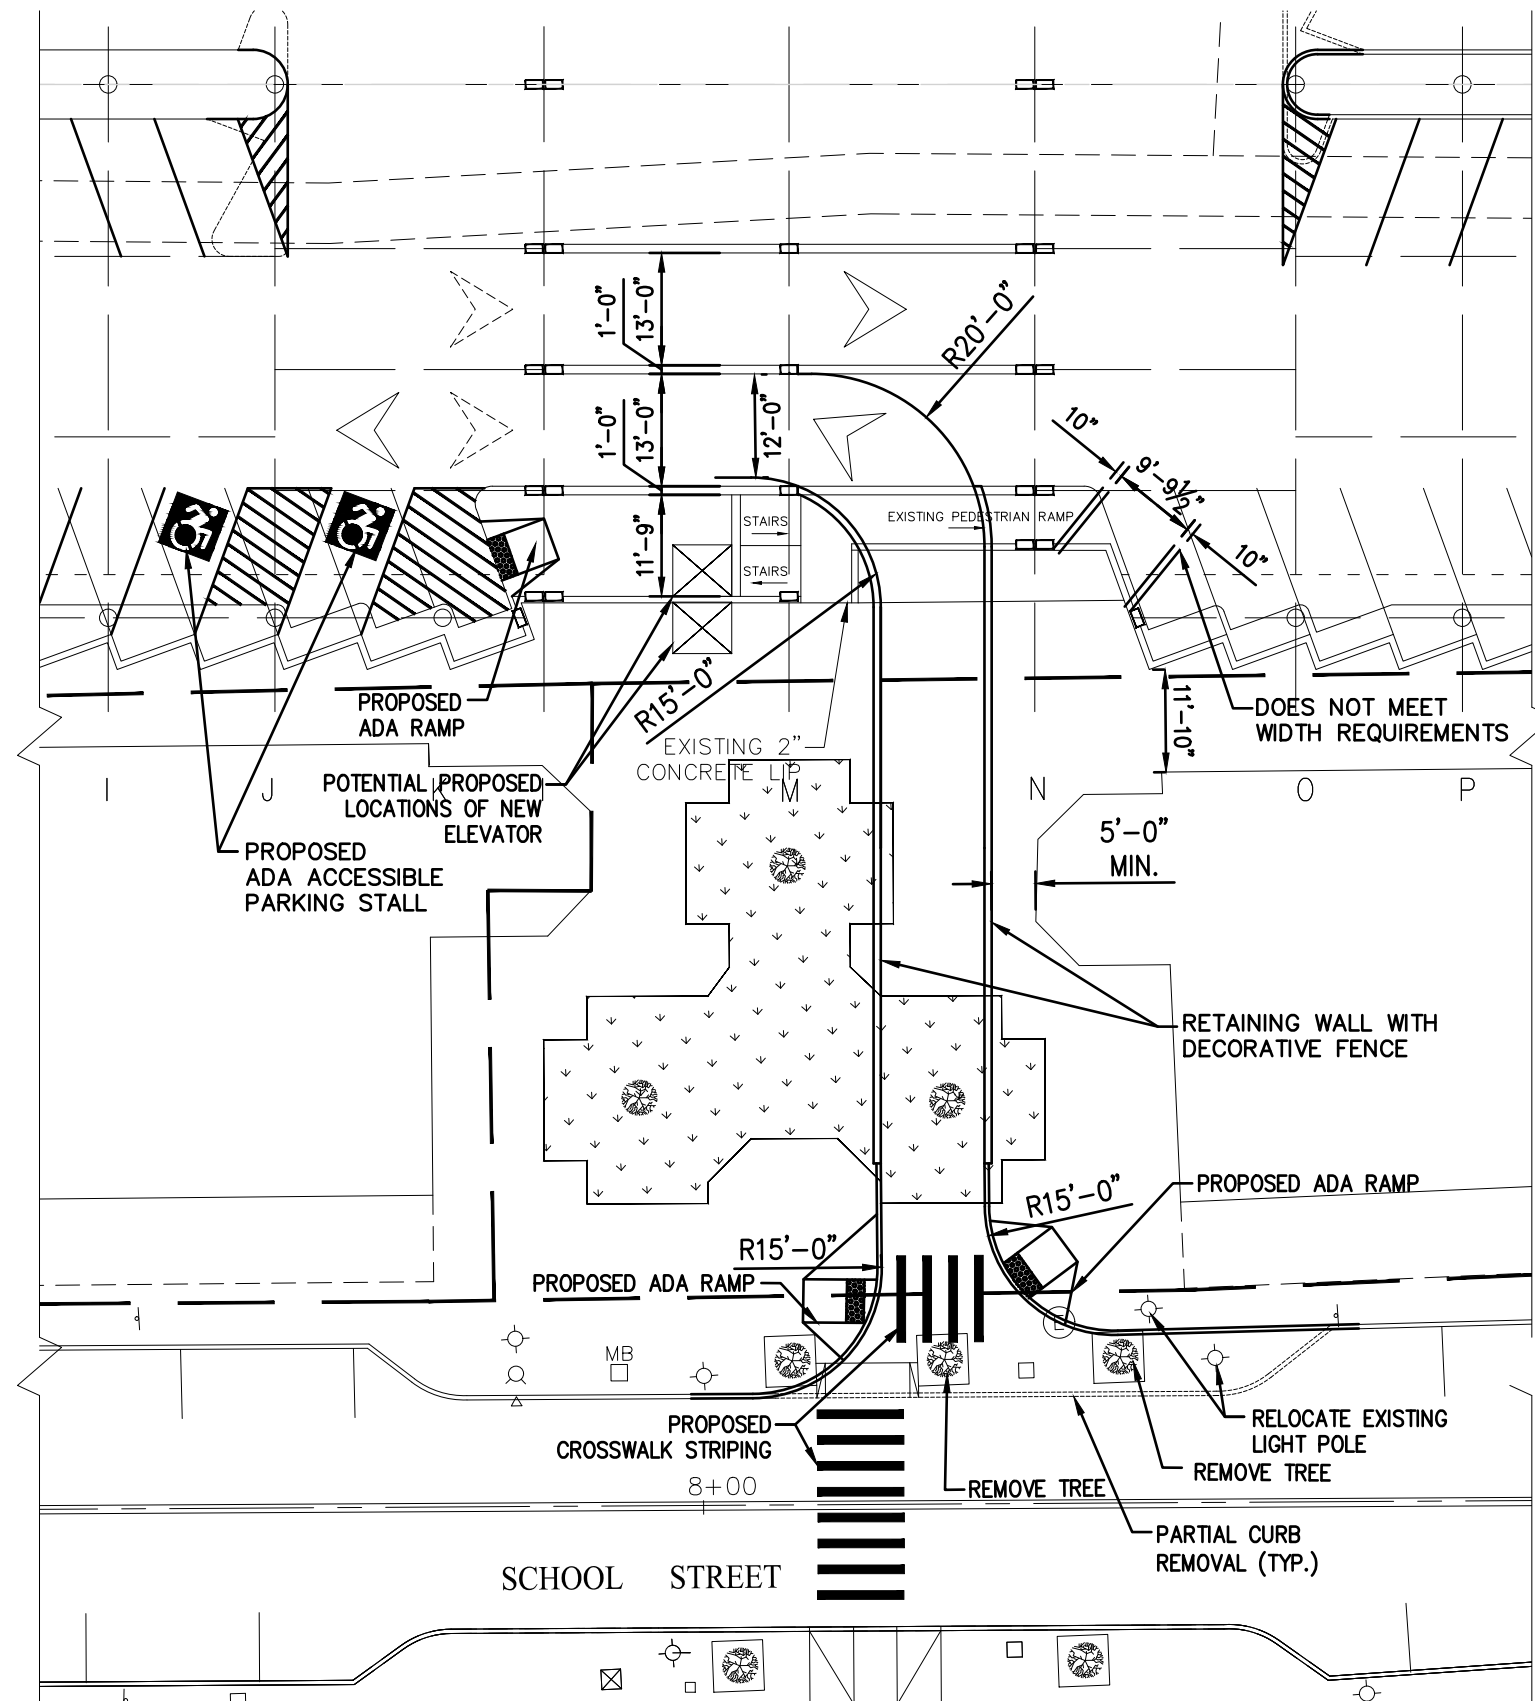 1'-0"
13'-0"
R20'-0"
1'-0"
13'-0"
12'-0"
10"
9'-9½"
10"
11'-9"
STAIRS
STAIRS
EXISTING PEDESTRIAN RAMP
R15'-0"
PROPOSED
ADA RAMP
11'-10"
DOES NOT MEET
WIDTH REQUIREMENTS
EXISTING 2"
CONCRETE LIP
POTENTIAL PROPOSED
LOCATIONS OF NEW
ELEVATOR
I
J
K
M
N
O
P
PROPOSED
ADA ACCESSIBLE
PARKING STALL
5'-0"
MIN.
RETAINING WALL WITH
DECORATIVE FENCE
R15'-0"
PROPOSED ADA RAMP
R15'-0"
PROPOSED ADA RAMP
E
MB
PROPOSED
CROSSWALK STRIPING
RELOCATE EXISTING
LIGHT POLE
REMOVE TREE
REMOVE TREE
8+00
PARTIAL CURB
REMOVAL (TYP.)
SCHOOL STREET